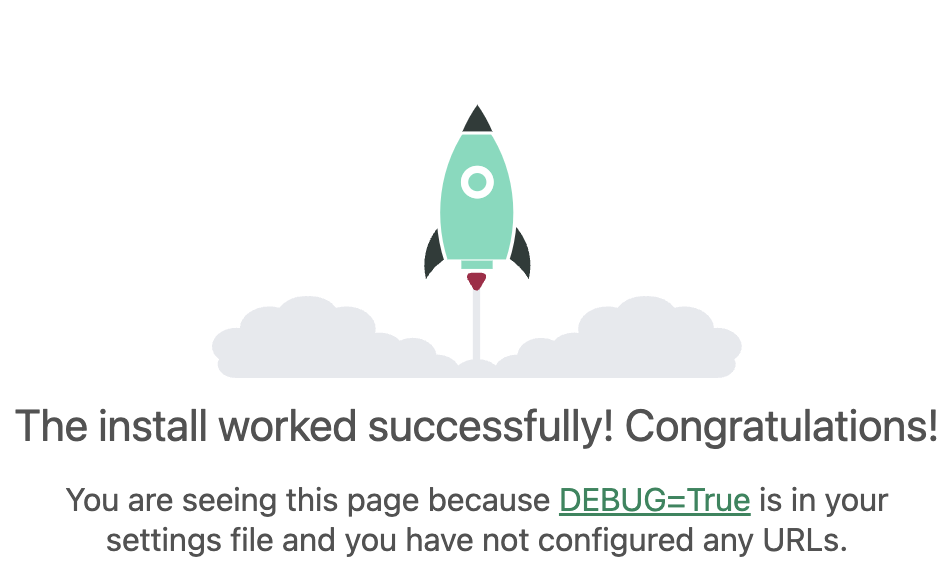 The install worked successfully! Congratulations!
You are seeing this page because DEBUG=True is in your
settings file and you have not configured any URLs.